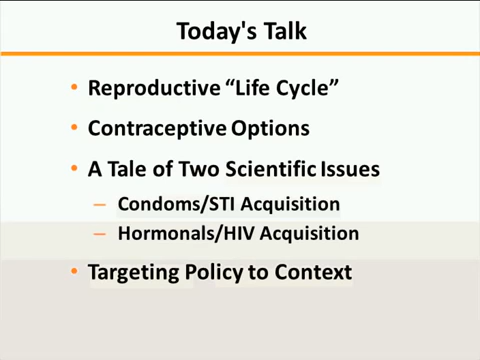 Today's Talk
• Reproductive “Life Cycle”
• Contraceptive Options
• A Tale of Two Scientific Issues
– Condoms/STI Acquisition
– Hormonals/HIV Acquisition
• Targeting Policy to Context